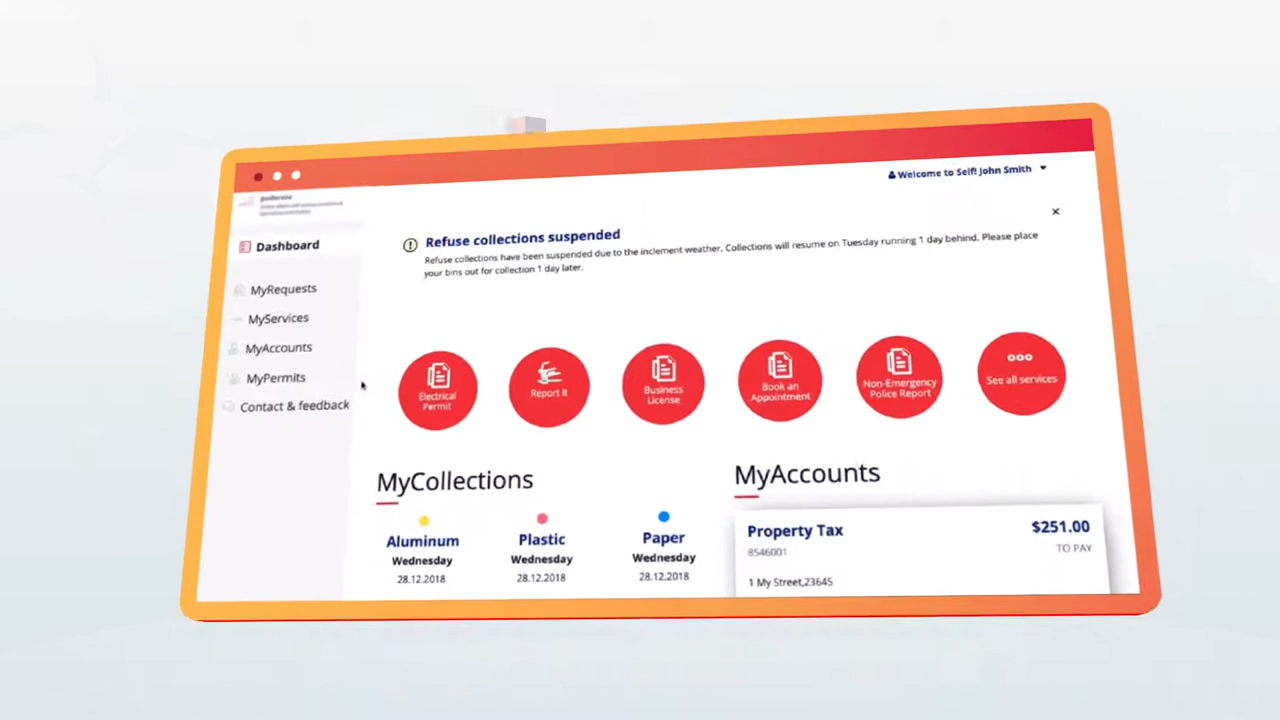 Welcome to Seif! John Smith
Dashboard
MyRequests
MyServices
MyAccounts
MyPermits
Contact & feedback
Refuse collections suspended
Refuse collections have been suspended due to the inclement weather. Collections will resume on Tuesday running 1 day behind. Please place
your bins out for collection 1 day later.
Electrical
Permit
Report It
Business
License
Book an
Appointment
Non-Emergency
Police Report
See all services
MyCollections
Aluminum
Wednesday
28.12.2018
Plastic
Wednesday
28.12.2018
Paper
Wednesday
28.12.2018
MyAccounts
Property Tax
$251.00
8546001
TO PAY
1 My Street,23645